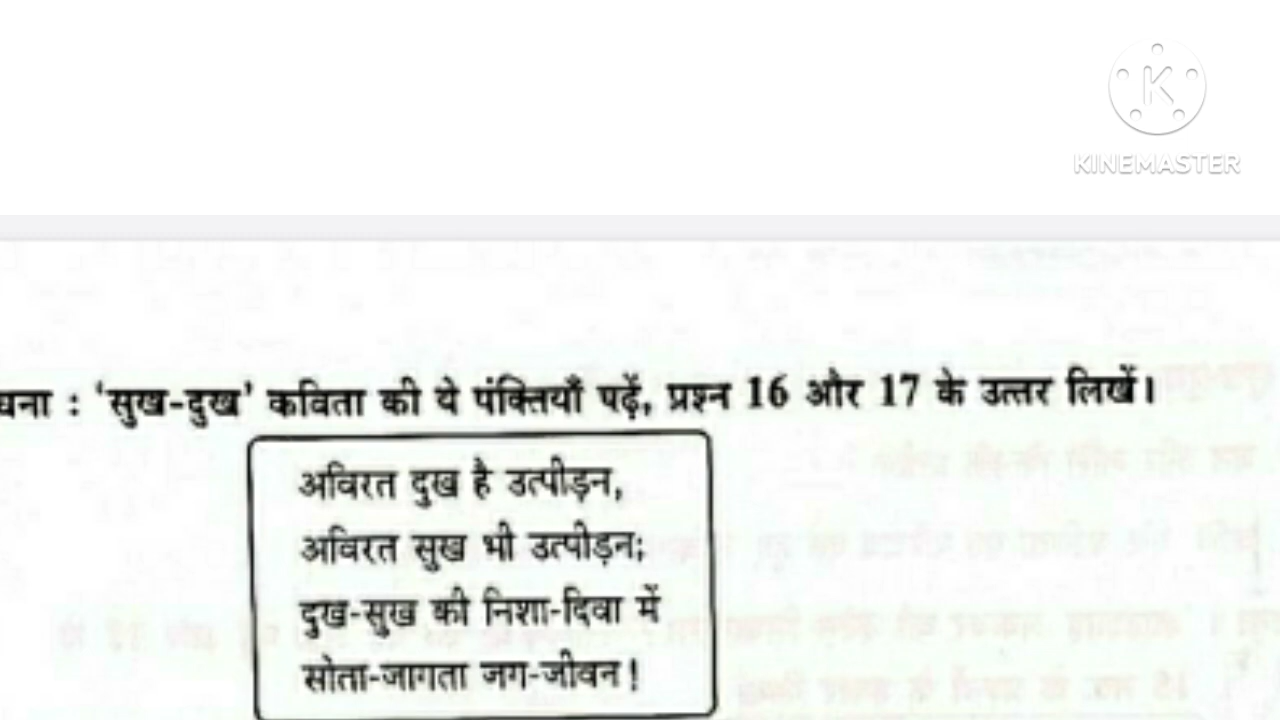 KINEMASTER
चना : 'सुख-दुख' कविता की ये पंक्तियाँ पढ़ें, प्रश्न 16 और 17 के उत्तर लिखें।
अविरत दुख है उत्पीड़न,
अविरत सुख भी उत्पीड़न;
दुख-सुख की निशा-दिवा में
सोता-जागता जग-जीवन!